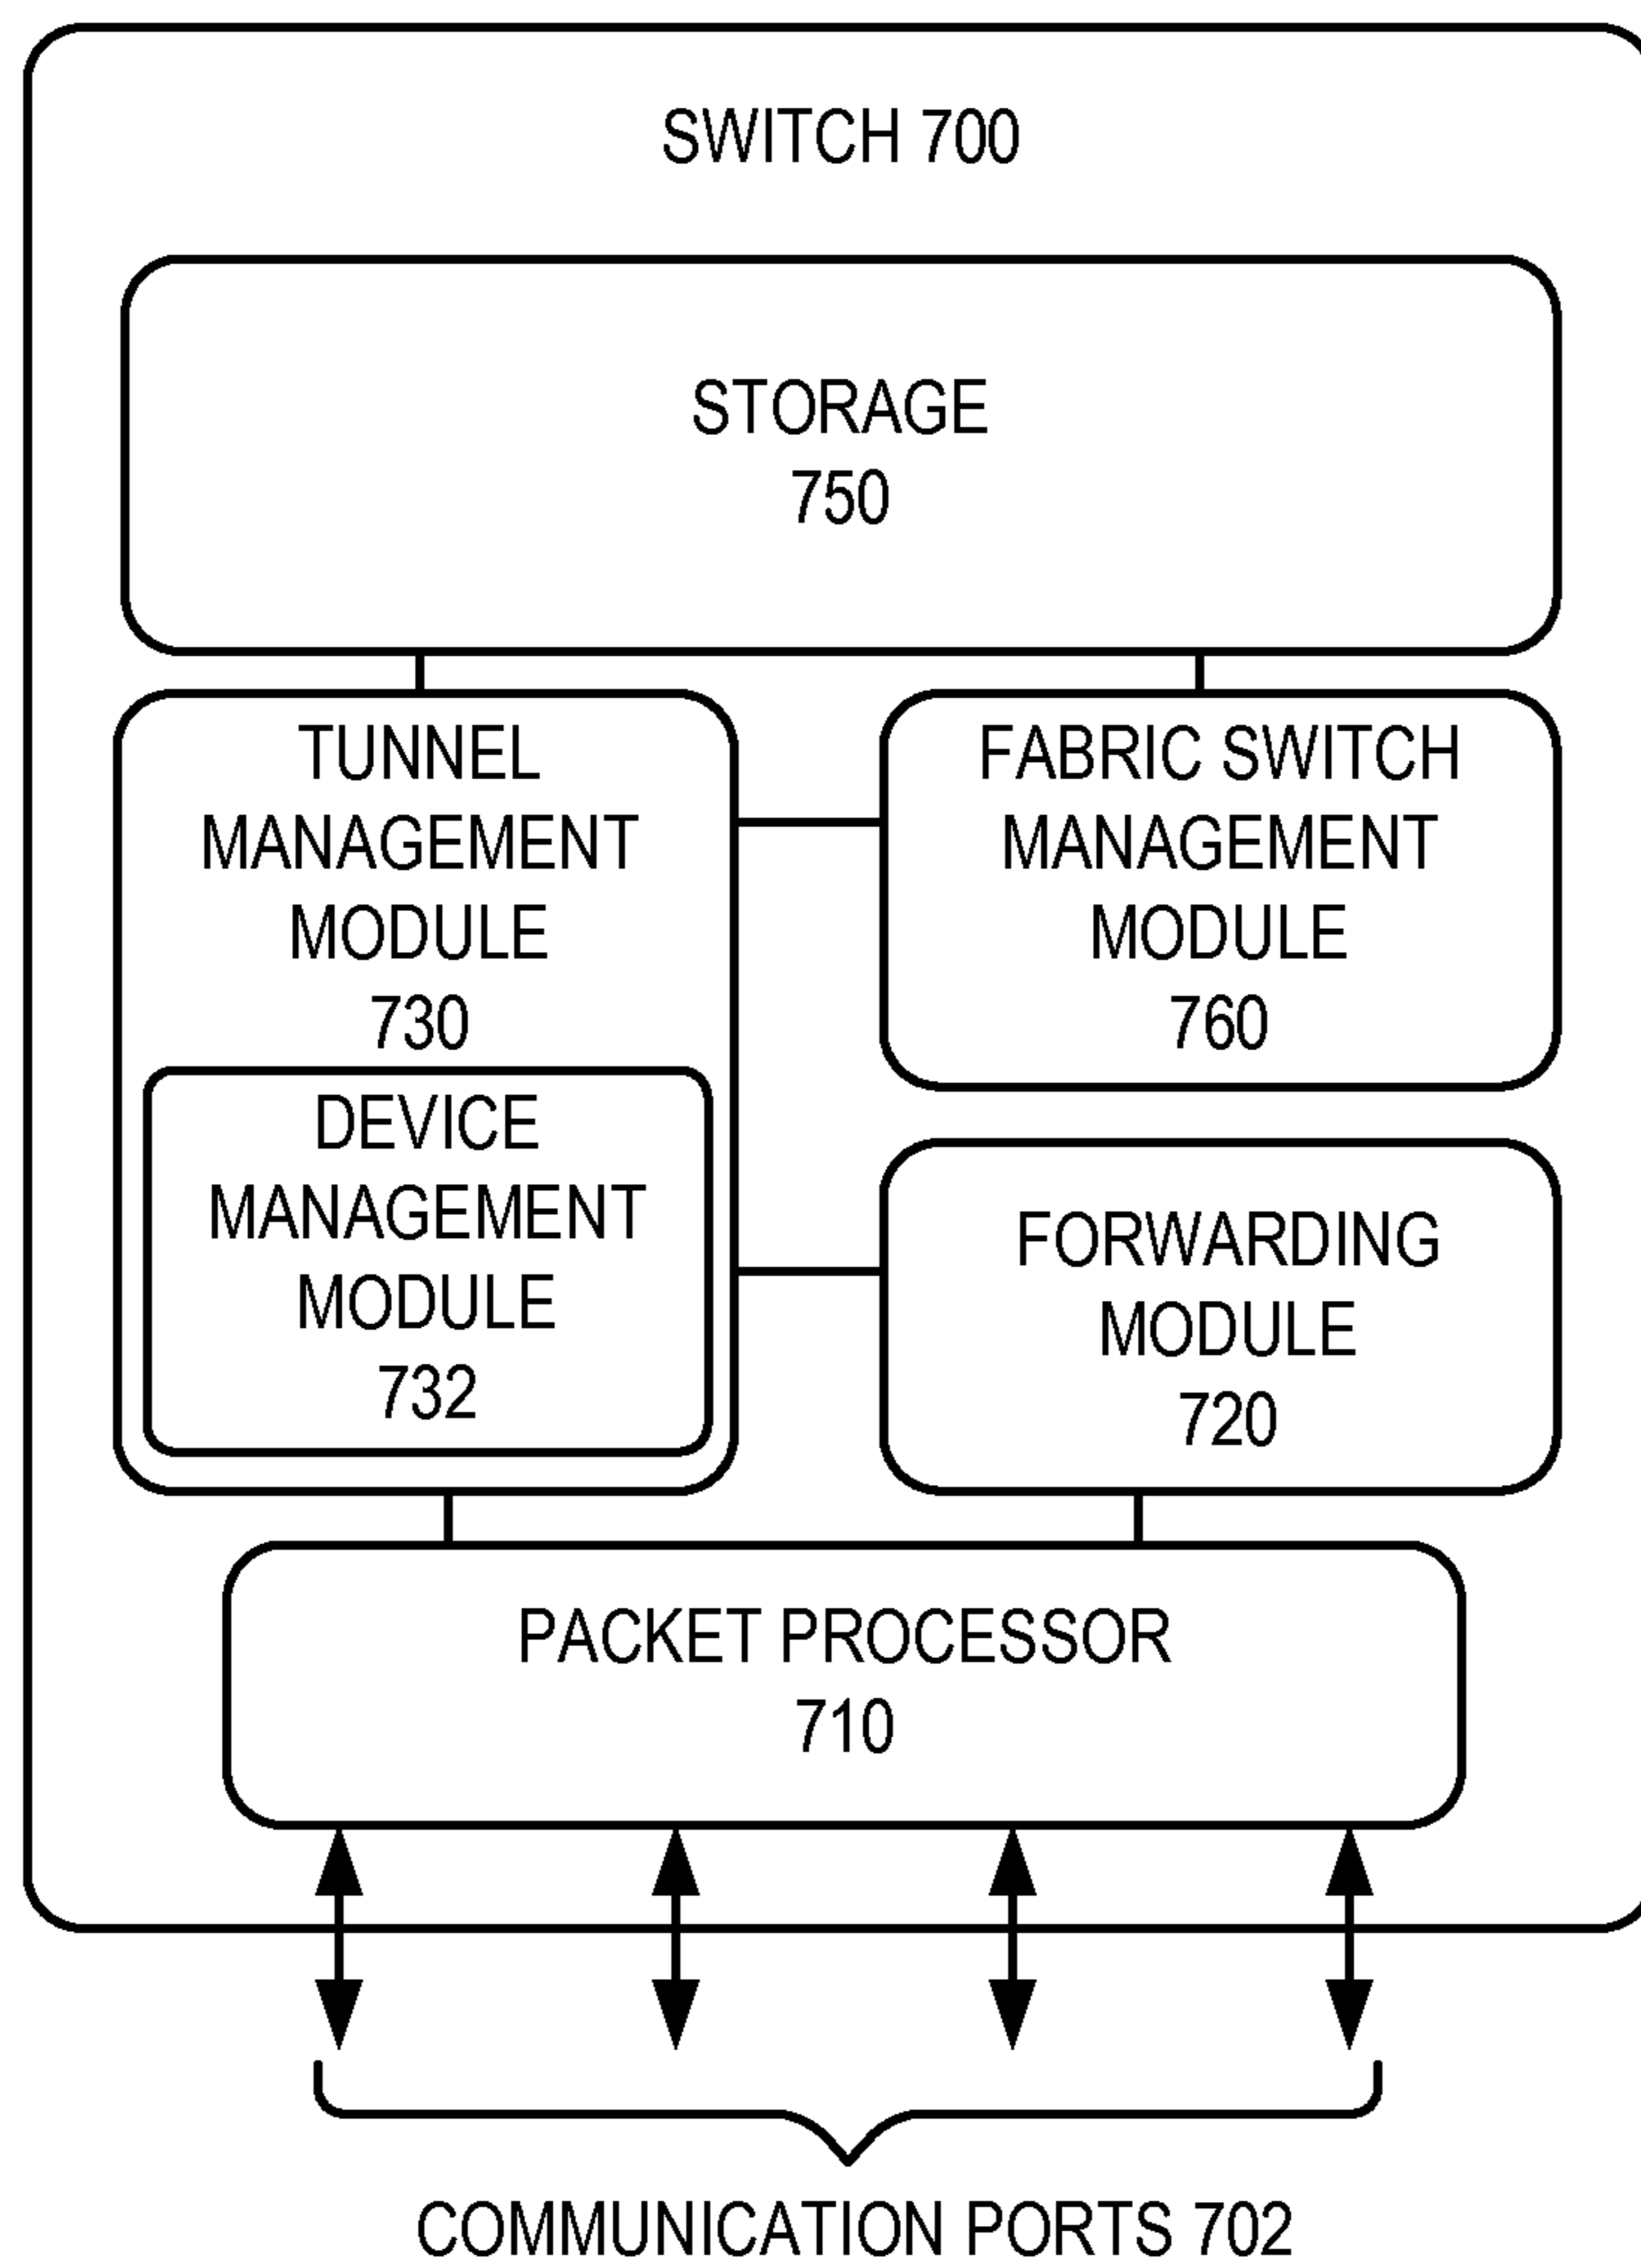 SWITCH 700
STORAGE
750
TUNNEL
MANAGEMENT
MODULE
730
DEVICE
MANAGEMENT
MODULE
732
FABRIC SWITCH
MANAGEMENT
MODULE
760
FORWARDING
MODULE
720
PACKET PROCESSOR
710
COMMUNICATION PORTS 702